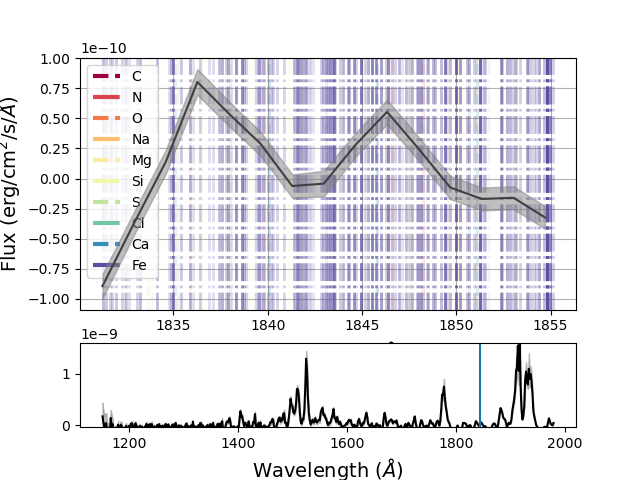 1e−10
1.00
0.75
0.50
0.25
0.00
−0.25
−0.50
−0.75
−1.00
Flux (erg/cm²/s/Å)
C
N
O
Na
Mg
Si
S
Cl
Ca
Fe
1835 1840 1845 1850 1855
1e−9
1
0
1200 1400 1600 1800 2000
Wavelength (Å)